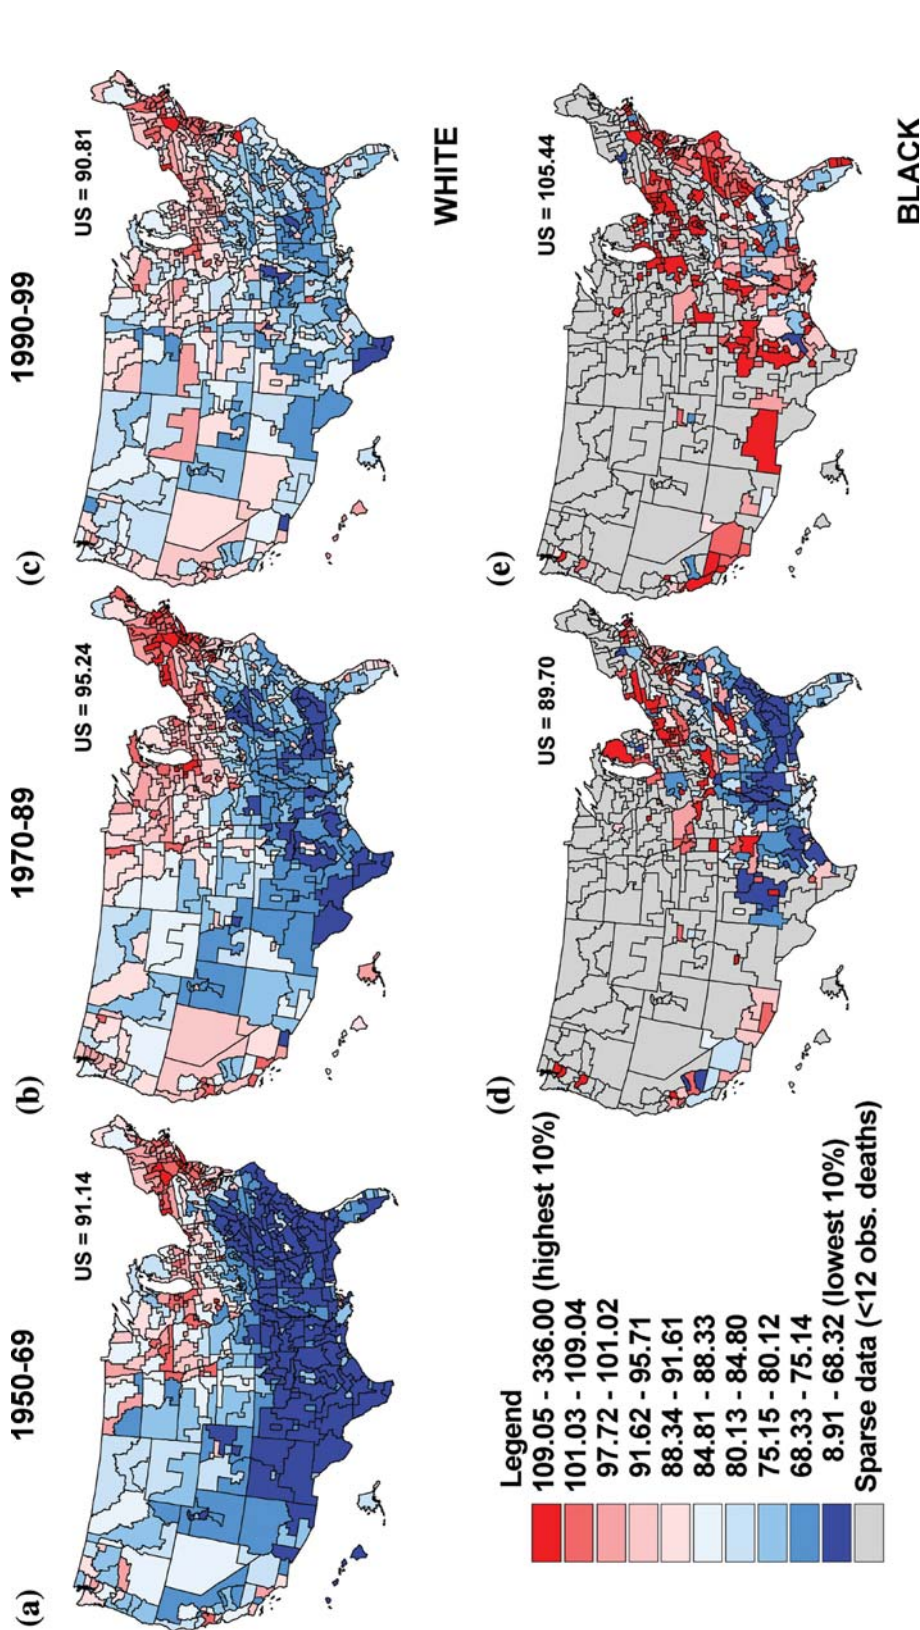 1950-69
1970-89
1990-99
(a)
US = 91.14
(b)
US = 95.24
(c)
US = 90.81
WHITE
Legend
109.05 - 336.00 (highest 10%)
101.03 - 109.04
97.72 - 101.02
91.62 - 95.71
88.34 - 91.61
84.81 - 88.33
80.13 - 84.80
75.15 - 80.12
68.33 - 75.14
8.91 - 68.32 (lowest 10%)
Sparse data (<12 obs. deaths)
(d)
US = 89.70
(e)
US = 105.44
BLACK